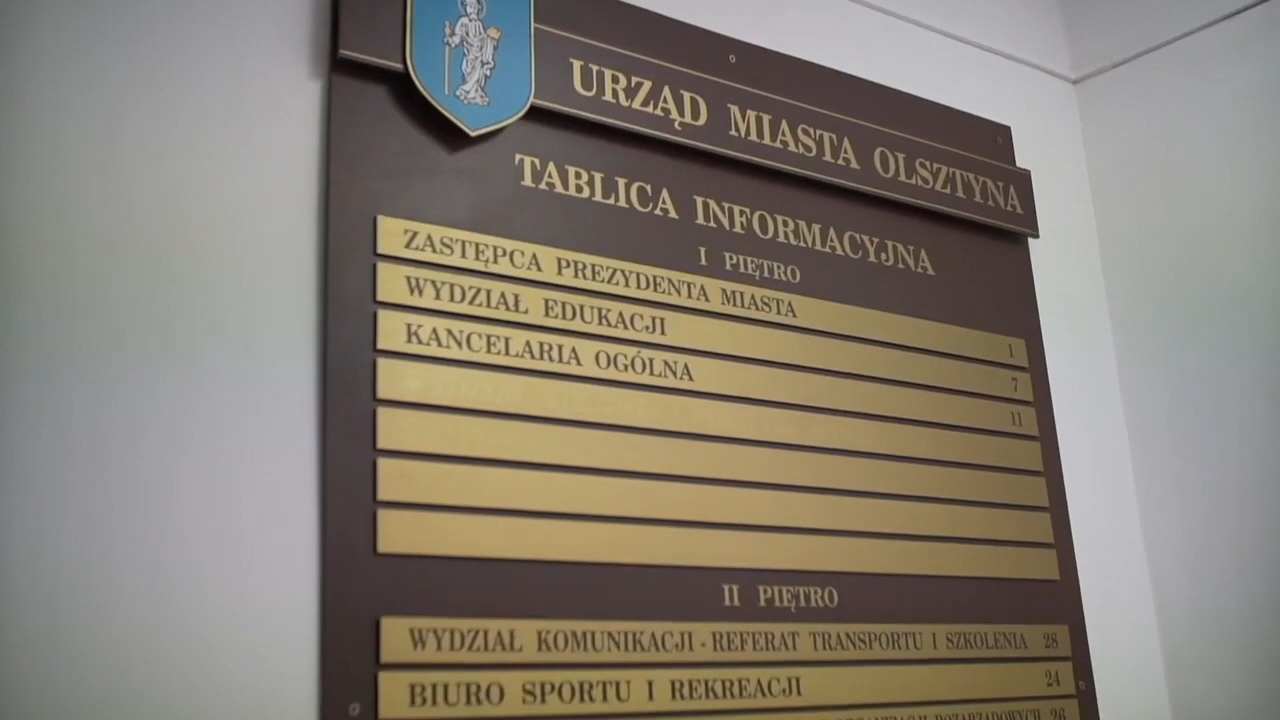 URZĄD MIASTA OLSZTYNA
TABLICA INFORMACYJNA
I PIĘTRO
ZASTĘPCA PREZYDENTA MIASTA 1
WYDZIAŁ EDUKACJI 7
KANCELARIA OGÓLNA 11
II PIĘTRO
WYDZIAŁ KOMUNIKACJI - REFERAT TRANSPORTU I SZKOLENIA 28
BIURO SPORTU I REKREACJI 24
POZARZĄDOWYCH 26